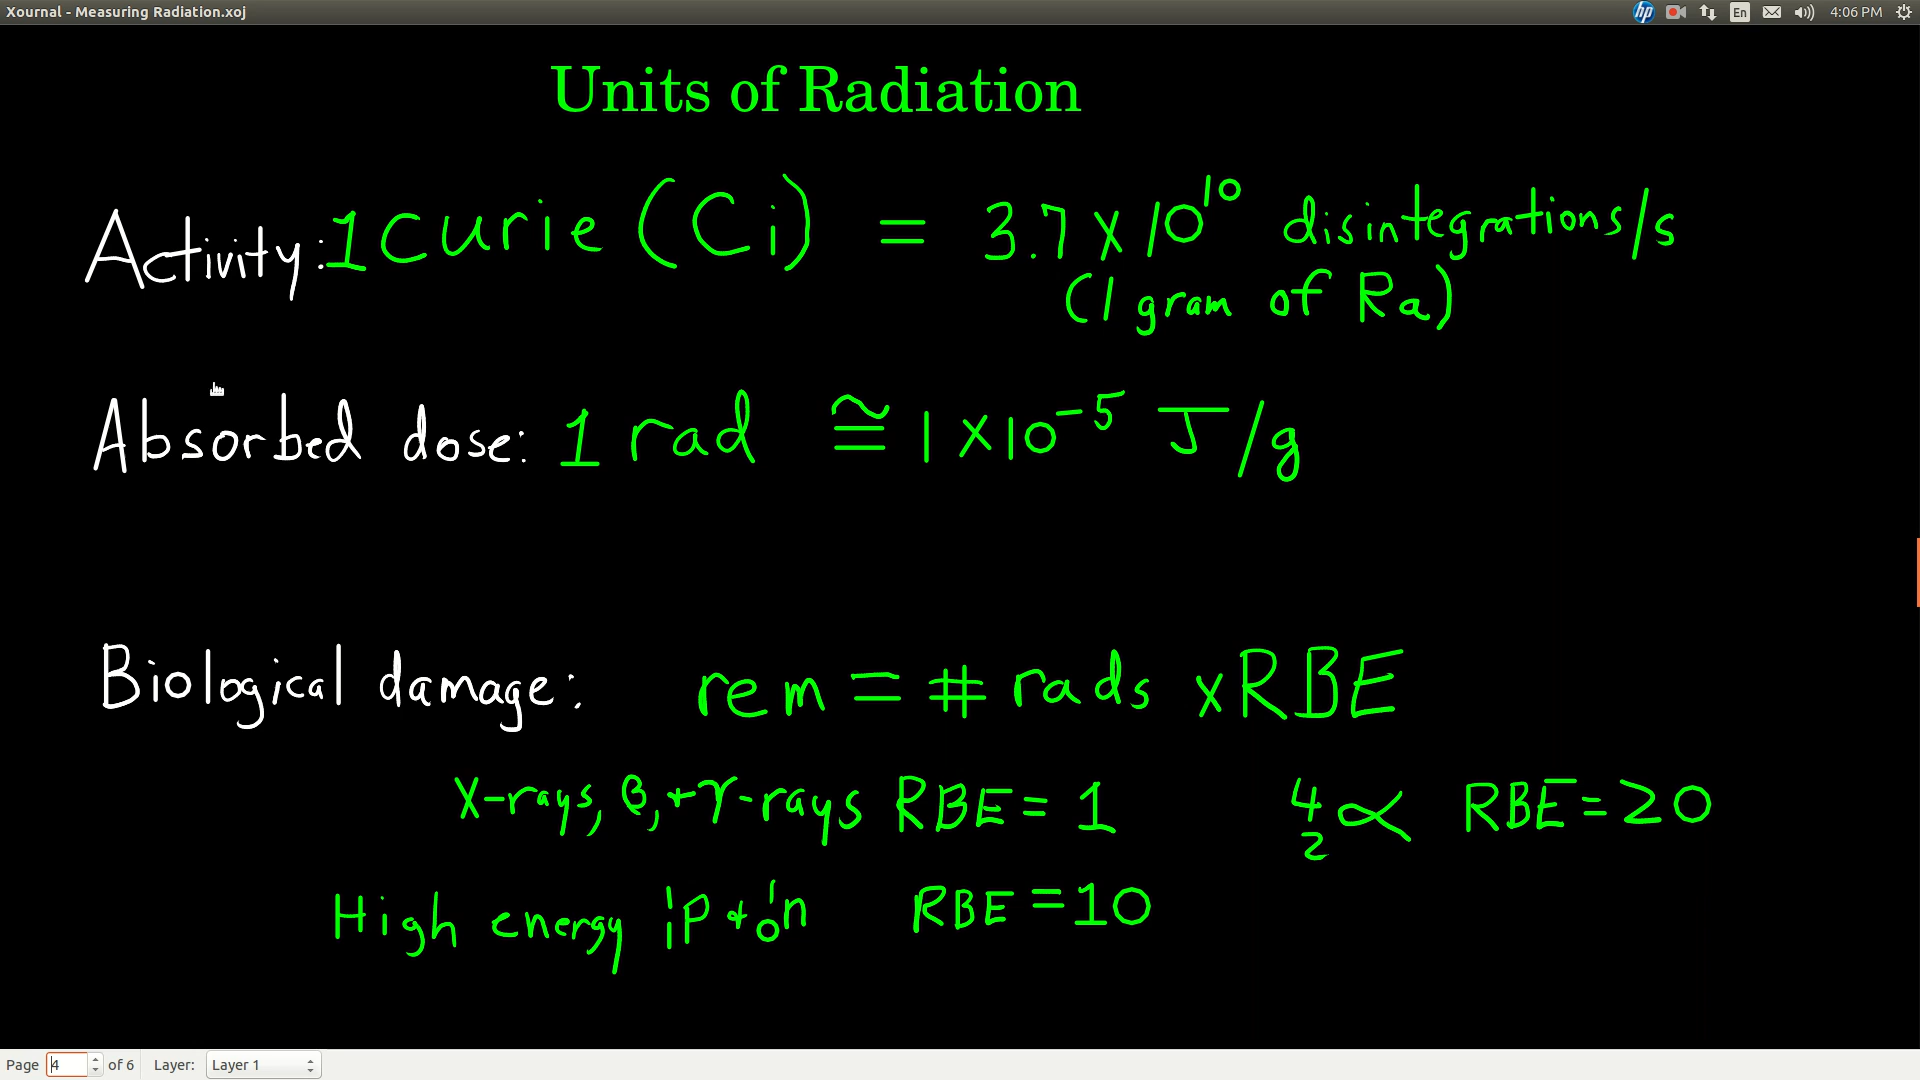 Xournal - Measuring Radiation.xoj
hp En 4:06 PM
Units of Radiation
Activity: 1 curie (Ci) = 3.7 x 10¹⁰ disintegrations/s
(1 gram of Ra)
Absorbed dose: 1 rad ≅ 1 x 10⁻⁵ J/g
Biological damage: rem = # rads x RBE
X-rays, β, + γ-rays RBE = 1 ⁴₂α RBE = 20
High energy ¹₁P + ¹₀n RBE = 10
Page 4 of 6 Layer: Layer 1